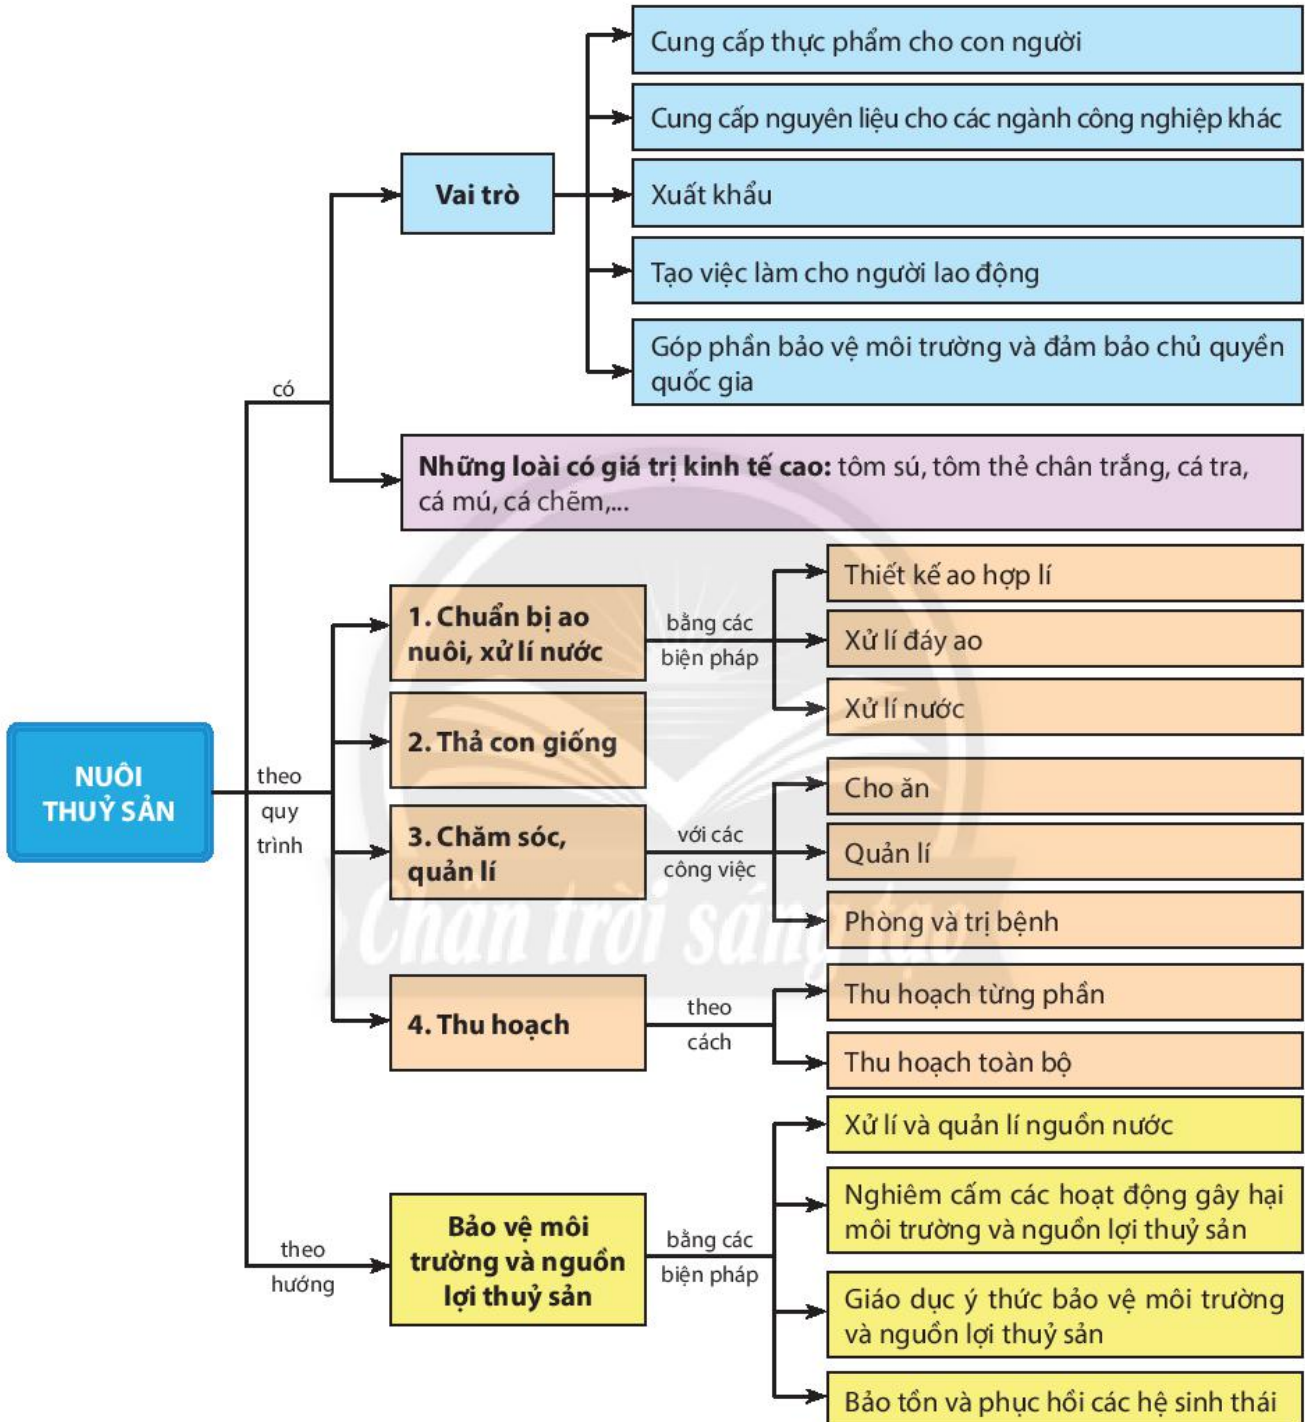 Cung cấp thực phẩm cho con người
Cung cấp nguyên liệu cho các ngành công nghiệp khác
Vai trò
Xuất khẩu
Tạo việc làm cho người lao động
Góp phần bảo vệ môi trường và đảm bảo chủ quyền
quốc gia
có
Những loài có giá trị kinh tế cao: tôm sú, tôm thẻ chân trắng, cá tra,
cá mú, cá chẽm,...
1. Chuẩn bị ao
nuôi, xử lí nước
bằng các
biện pháp
Thiết kế ao hợp lí
Xử lí đáy ao
Xử lí nước
2. Thả con giống
NUÔI
THUỶ SẢN
theo
quy
trình
3. Chăm sóc,
quản lí
với các
công việc
Cho ăn
Quản lí
Phòng và trị bệnh
Chân trời sáng tạo
4. Thu hoạch
theo
cách
Thu hoạch từng phần
Thu hoạch toàn bộ
theo
hướng
Bảo vệ môi
trường và nguồn
lợi thuỷ sản
bằng các
biện pháp
Xử lí và quản lí nguồn nước
Nghiêm cấm các hoạt động gây hại
môi trường và nguồn lợi thuỷ sản
Giáo dục ý thức bảo vệ môi trường
và nguồn lợi thuỷ sản
Bảo tồn và phục hồi các hệ sinh thái